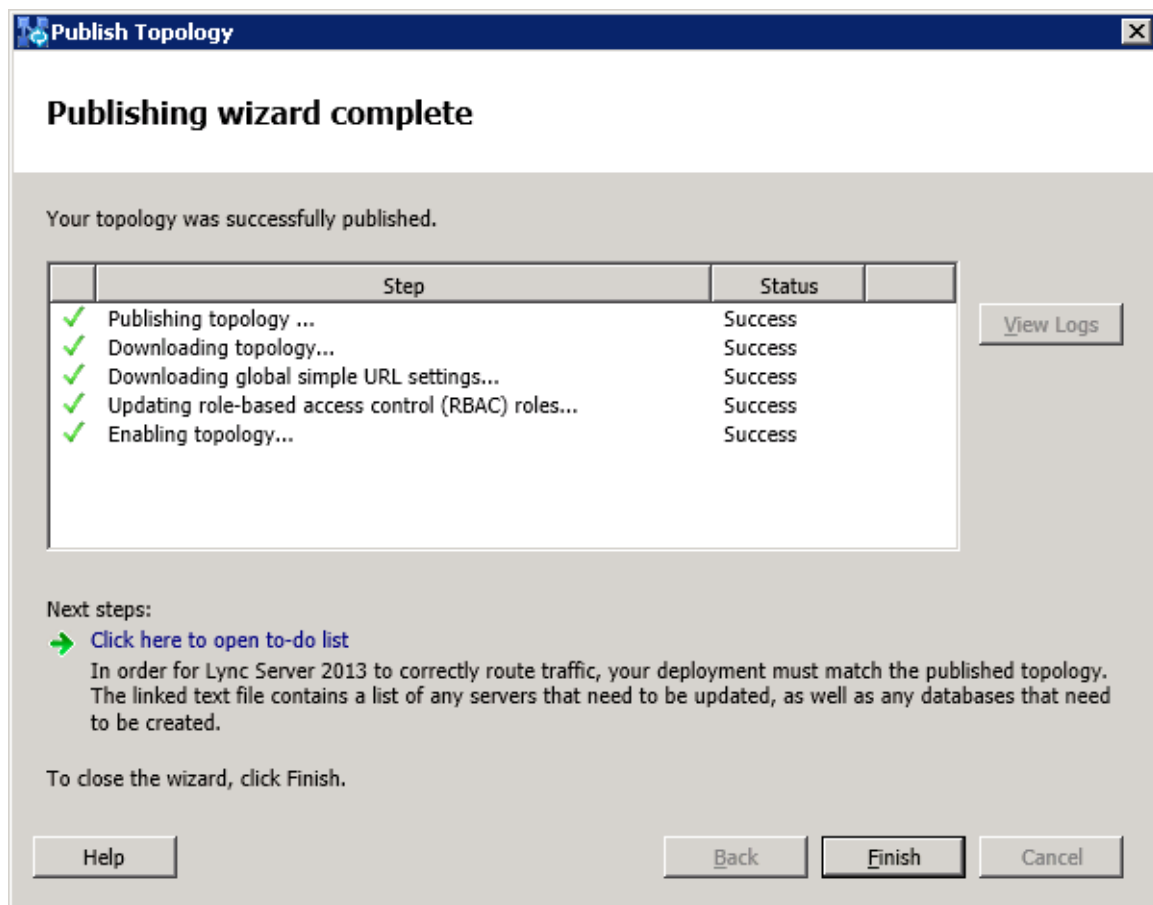 Publish Topology
Publishing wizard complete
Your topology was successfully published.
Step Status
Publishing topology ... Success
Downloading topology... Success
Downloading global simple URL settings... Success
Updating role-based access control (RBAC) roles... Success
Enabling topology... Success
View Logs
Next steps:
Click here to open to-do list
In order for Lync Server 2013 to correctly route traffic, your deployment must match the published topology.
The linked text file contains a list of any servers that need to be updated, as well as any databases that need
to be created.
To close the wizard, click Finish.
Help Back Finish Cancel